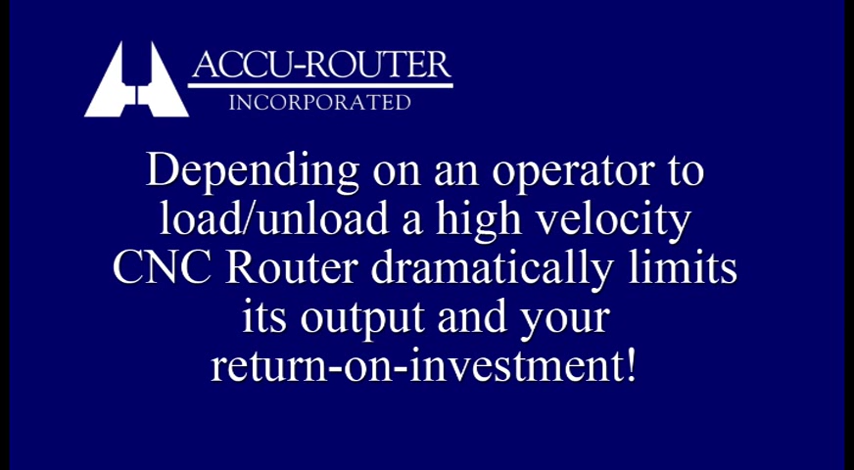 ACCU-ROUTER
INCORPORATED
Depending on an operator to
load/unload a high velocity
CNC Router dramatically limits
its output and your
return-on-investment!